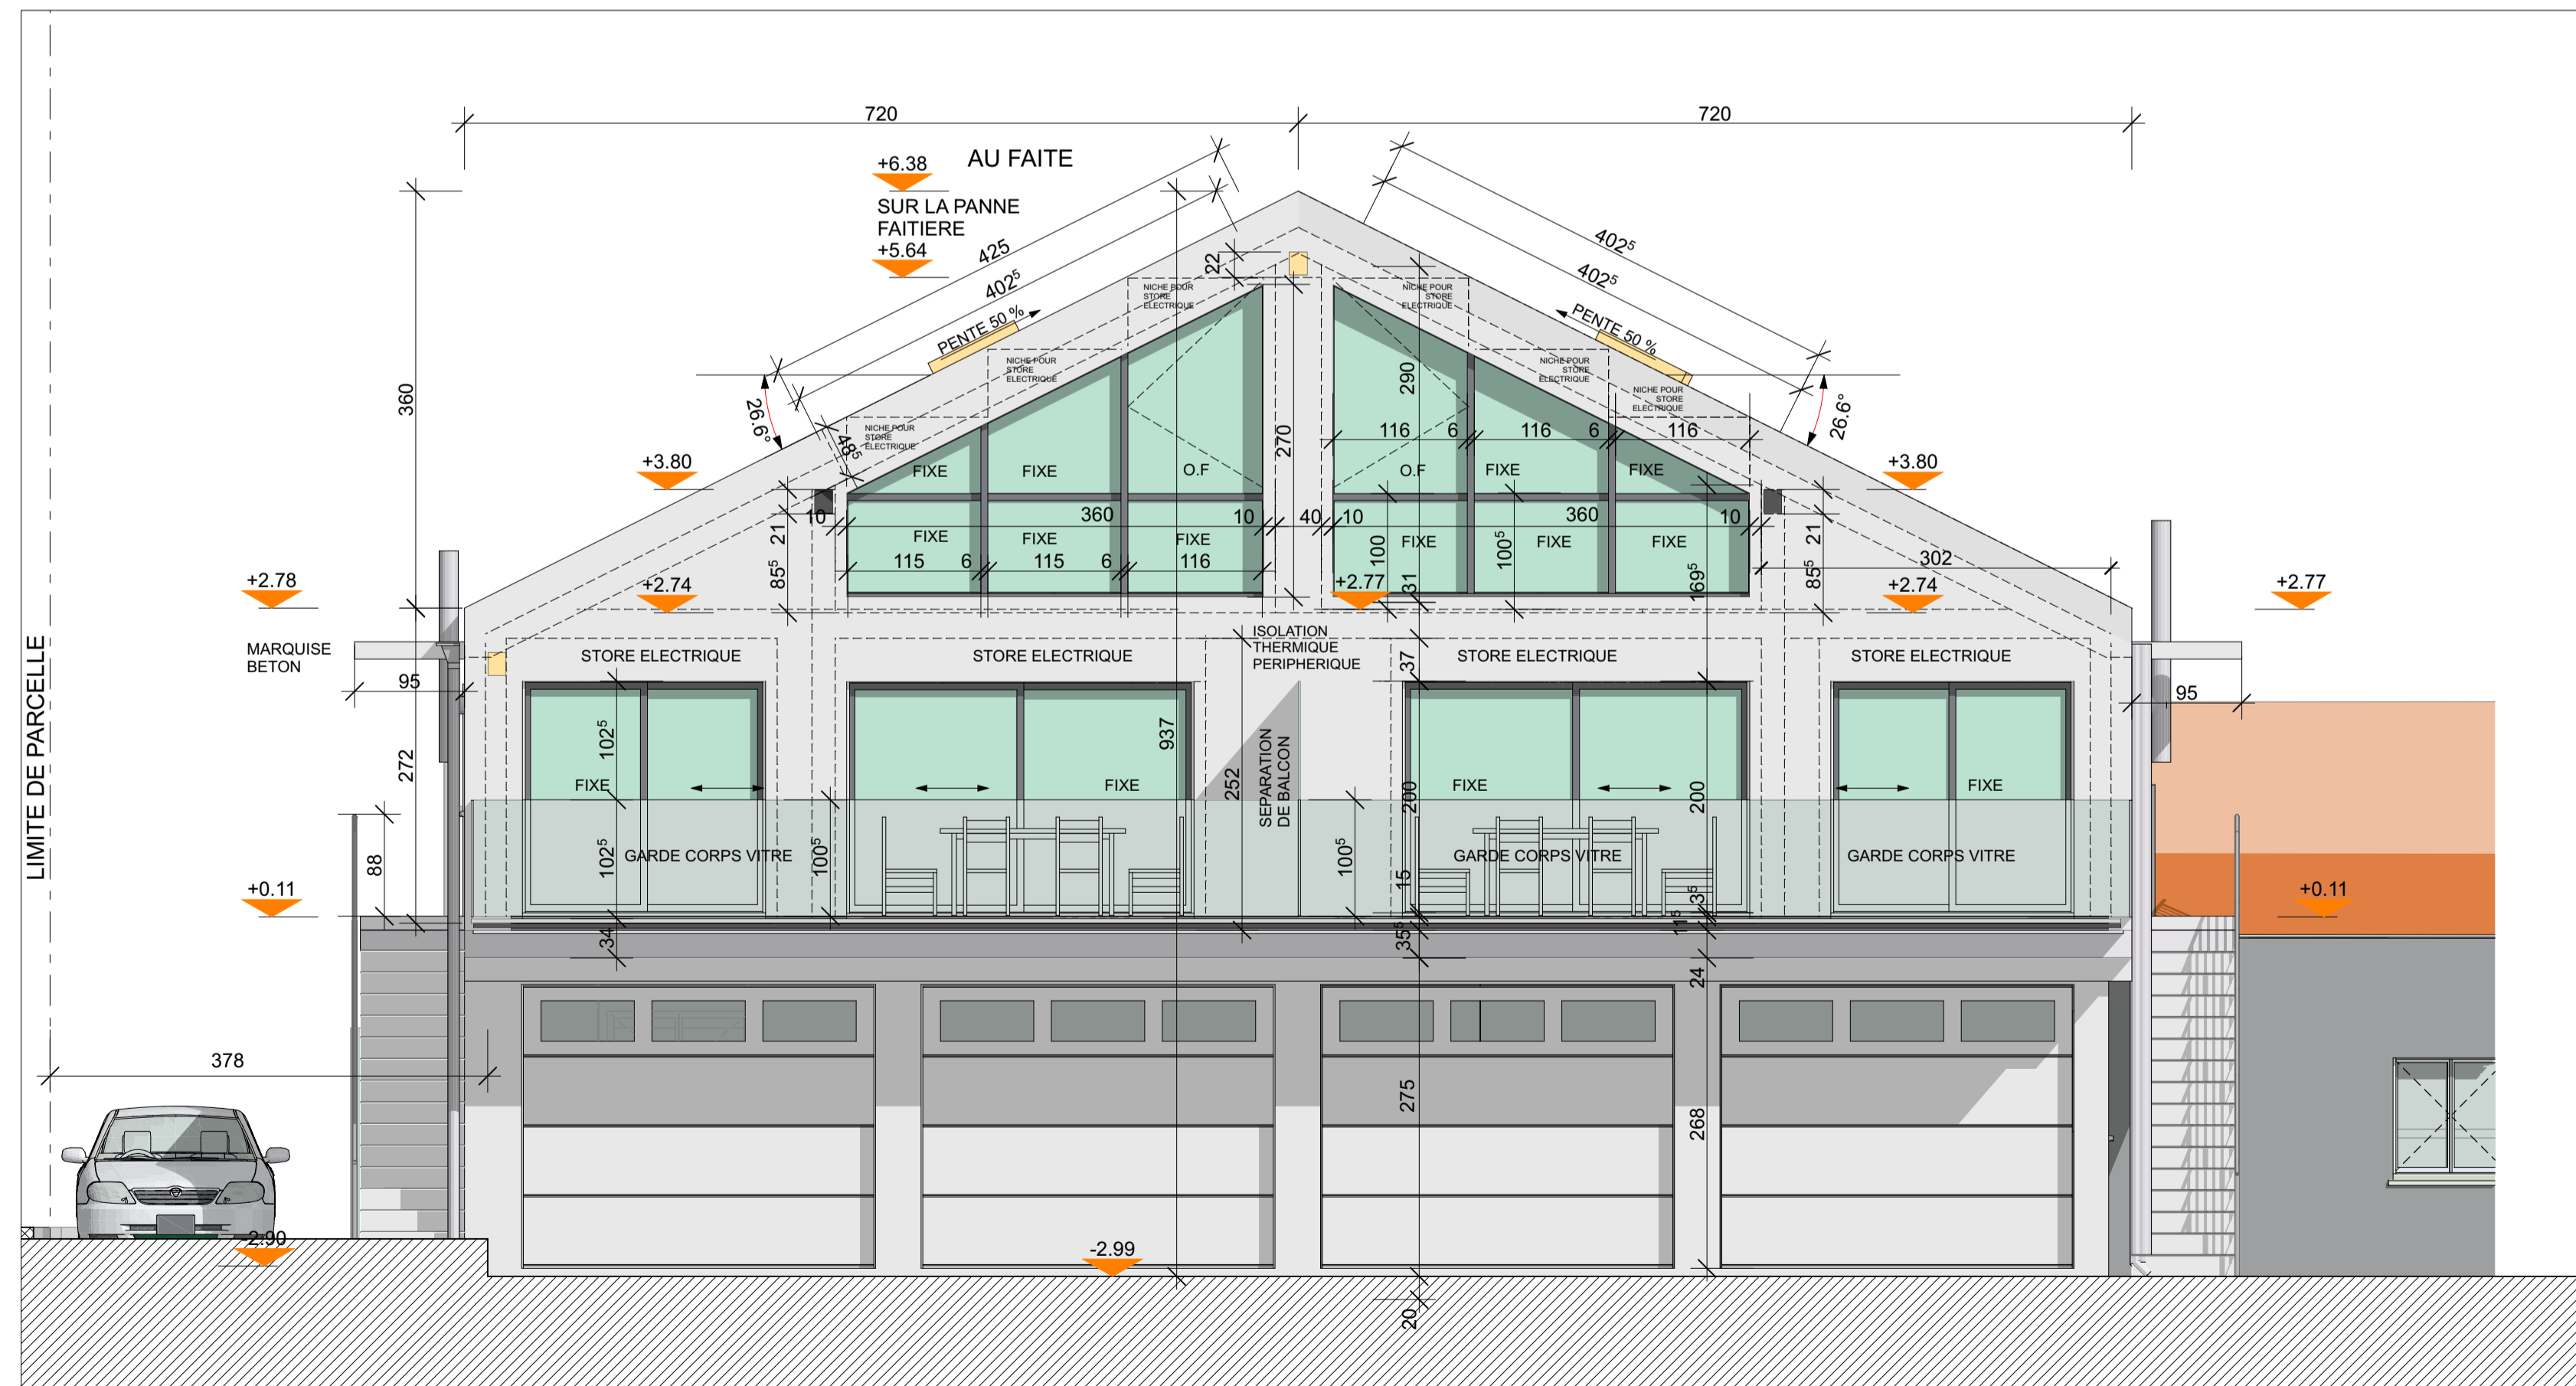 720
720
+6.38
AU FAITE
SUR LA PANNE
FAITIERE
+5.64
425
402⁵
402⁵
402⁵
22
PENTE 50 %
PENTE 50 %
NICHE POUR
STORE
ELECTRIQUE
NICHE POUR
STORE
ELECTRIQUE
NICHE POUR
STORE
ELECTRIQUE
NICHE POUR
STORE
ELECTRIQUE
NICHE POUR
STORE
ELECTRIQUE
NICHE POUR
STORE
ELECTRIQUE
360
26.6°
26.6°
48⁵
290
270
116
6
116
6
116
+3.80
+3.80
FIXE
FIXE
O.F
O.F
FIXE
FIXE
10
360
10
40
10
360
10
21
21
FIXE
FIXE
FIXE
FIXE
FIXE
FIXE
100
100⁵
115
6
115
6
116
85⁵
85⁵
302
169⁵
31
+2.78
+2.74
+2.77
+2.74
+2.77
MARQUISE
BETON
ISOLATION
THERMIQUE
PERIPHERIQUE
STORE ELECTRIQUE
STORE ELECTRIQUE
STORE ELECTRIQUE
STORE ELECTRIQUE
37
95
95
LIMITE DE PARCELLE
272
102⁵
937
252
SEPARATION
DE BALCON
200
200
FIXE
FIXE
FIXE
FIXE
88
102⁵
100⁵
100⁵
GARDE CORPS VITRE
GARDE CORPS VITRE
GARDE CORPS VITRE
15
3⁵
+0.11
+0.11
34
35⁵
11⁵
24
378
275
268
-2.90
-2.99
20